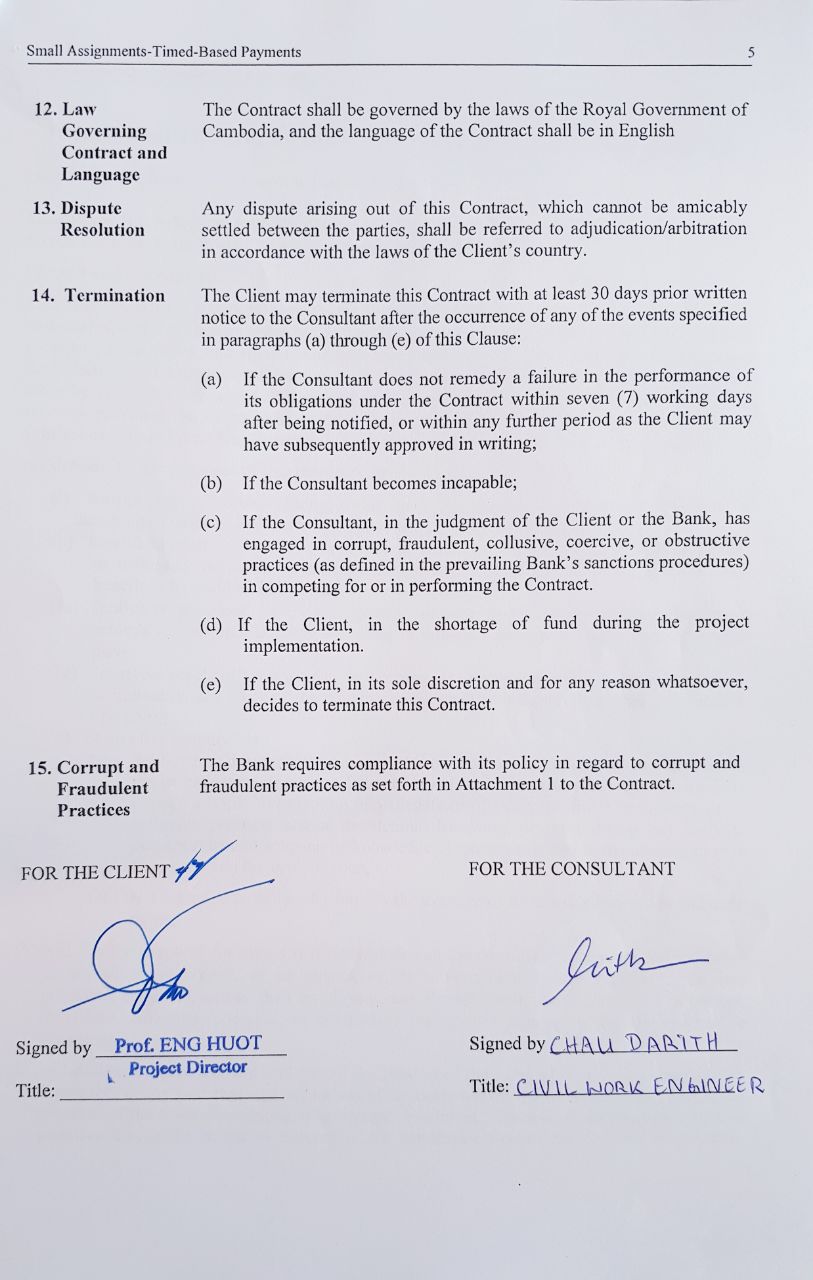 Small Assignments-Timed-Based Payments 5
12. Law Governing Contract and Language
The Contract shall be governed by the laws of the Royal Government of
Cambodia, and the language of the Contract shall be in English
13. Dispute Resolution
Any dispute arising out of this Contract, which cannot be amicably
settled between the parties, shall be referred to adjudication/arbitration
in accordance with the laws of the Client's country.
14. Termination
The Client may terminate this Contract with at least 30 days prior written
notice to the Consultant after the occurrence of any of the events specified
in paragraphs (a) through (e) of this Clause:
(a) If the Consultant does not remedy a failure in the performance of
its obligations under the Contract within seven (7) working days
after being notified, or within any further period as the Client may
have subsequently approved in writing;
(b) If the Consultant becomes incapable;
(c) If the Consultant, in the judgment of the Client or the Bank, has
engaged in corrupt, fraudulent, collusive, coercive, or obstructive
practices (as defined in the prevailing Bank's sanctions procedures)
in competing for or in performing the Contract.
(d) If the Client, in the shortage of fund during the project
implementation.
(e) If the Client, in its sole discretion and for any reason whatsoever,
decides to terminate this Contract.
15. Corrupt and Fraudulent Practices
The Bank requires compliance with its policy in regard to corrupt and
fraudulent practices as set forth in Attachment 1 to the Contract.
FOR THE CLIENT
FOR THE CONSULTANT
Signed by Prof. ENG HUOT
Project Director
Title:
Signed by CHAU DARITH
Title: CIVIL WORK ENGINEER